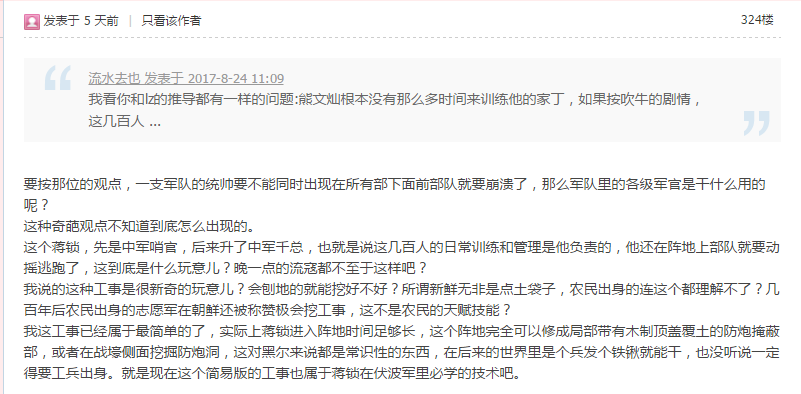 发表于 5 天前 | 只看该作者 324楼
流水去也 发表于 2017-8-24 11:09
我看你和lz的推导都有一样的问题:熊文灿根本没有那么多时间来训练他的家丁，如果按吹牛的剧情，
这几百人 ...
要按那位的观点，一支军队的统帅要不能同时出现在所有部下面前部队就要崩溃了，那么军队里的各级军官是干什么用的
呢？
这种奇葩观点不知道到底怎么出现的。
这个蒋锁，先是中军哨官，后来升了中军千总，也就是说这几百人的日常训练和管理是他负责的，他还在阵地上部队就要动
摇逃跑了，这到底是什么玩意儿？晚一点的流寇都不至于这样吧？
我说的这种工事是很新奇的玩意儿？会刨地的就能挖好不好？所谓新鲜无非是点土袋子，农民出身的连这个都理解不了？几
百年后农民出身的志愿军在朝鲜还被称赞极会挖工事，这不是农民的天赋技能？
我这工事已经属于最简单的了，实际上蒋锁进入阵地时间足够长，这个阵地完全可以修成局部带有木制顶盖覆土的防炮掩蔽
部，或者在战壕侧面挖掘防炮洞，这对黑尔来说都是常识性的东西，在后来的世界里是个兵发个铁锹就能干，也没听说一定
得要工兵出身。就是现在这个简易版的工事也属于蒋锁在伏波军里必学的技术吧。